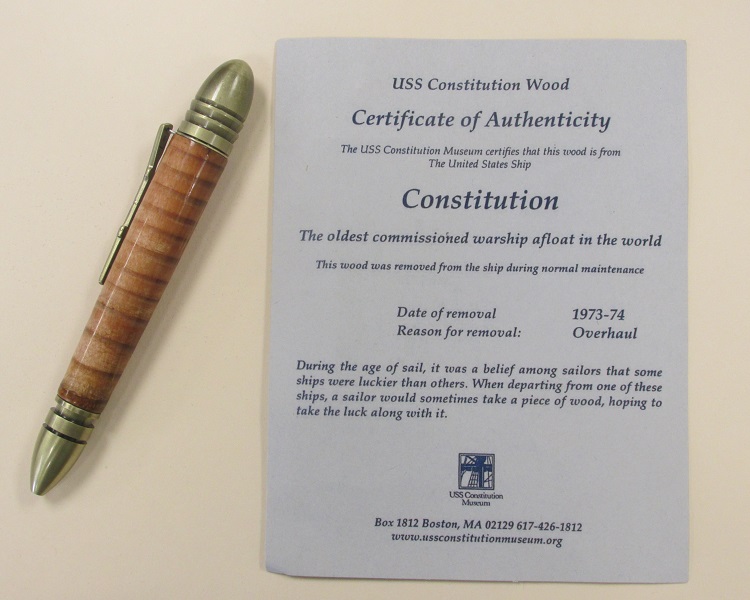 USS Constitution Wood
Certificate of Authenticity
The USS Constitution Museum certifies that this wood is from
The United States Ship
Constitution
The oldest commissioned warship afloat in the world
This wood was removed from the ship during normal maintenance
Date of removal 1973-74
Reason for removal: Overhaul
During the age of sail, it was a belief among sailors that some
ships were luckier than others. When departing from one of these
ships, a sailor would sometimes take a piece of wood, hoping to
take the luck along with it.
USS Constitution
Museum
Box 1812 Boston, MA 02129 617-426-1812
www.ussconstitutionmuseum.org